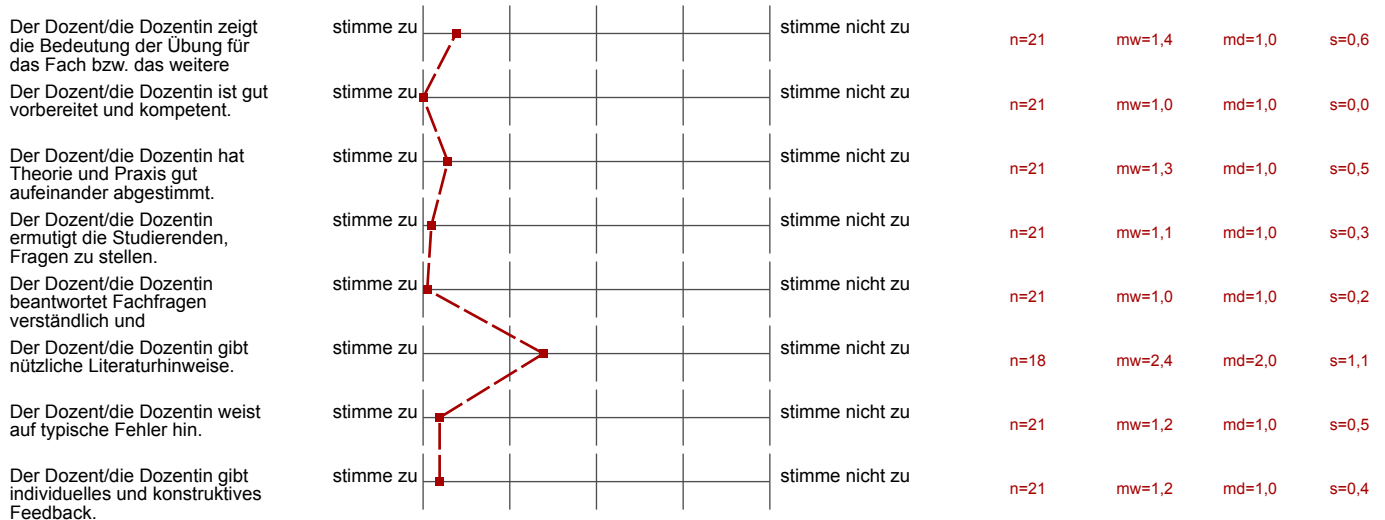 Der Dozent/die Dozentin zeigt
die Bedeutung der Übung für
das Fach bzw. das weitere
stimme zu
stimme nicht zu
n=21 mw=1,4 md=1,0 s=0,6
Der Dozent/die Dozentin ist gut
vorbereitet und kompetent.
stimme zu
stimme nicht zu
n=21 mw=1,0 md=1,0 s=0,0
Der Dozent/die Dozentin hat
Theorie und Praxis gut
aufeinander abgestimmt.
stimme zu
stimme nicht zu
n=21 mw=1,3 md=1,0 s=0,5
Der Dozent/die Dozentin
ermutigt die Studierenden,
Fragen zu stellen.
stimme zu
stimme nicht zu
n=21 mw=1,1 md=1,0 s=0,3
Der Dozent/die Dozentin
beantwortet Fachfragen
verständlich und
stimme zu
stimme nicht zu
n=21 mw=1,0 md=1,0 s=0,2
Der Dozent/die Dozentin gibt
nützliche Literaturhinweise.
stimme zu
stimme nicht zu
n=18 mw=2,4 md=2,0 s=1,1
Der Dozent/die Dozentin weist
auf typische Fehler hin.
stimme zu
stimme nicht zu
n=21 mw=1,2 md=1,0 s=0,5
Der Dozent/die Dozentin gibt
individuelles und konstruktives
Feedback.
stimme zu
stimme nicht zu
n=21 mw=1,2 md=1,0 s=0,4